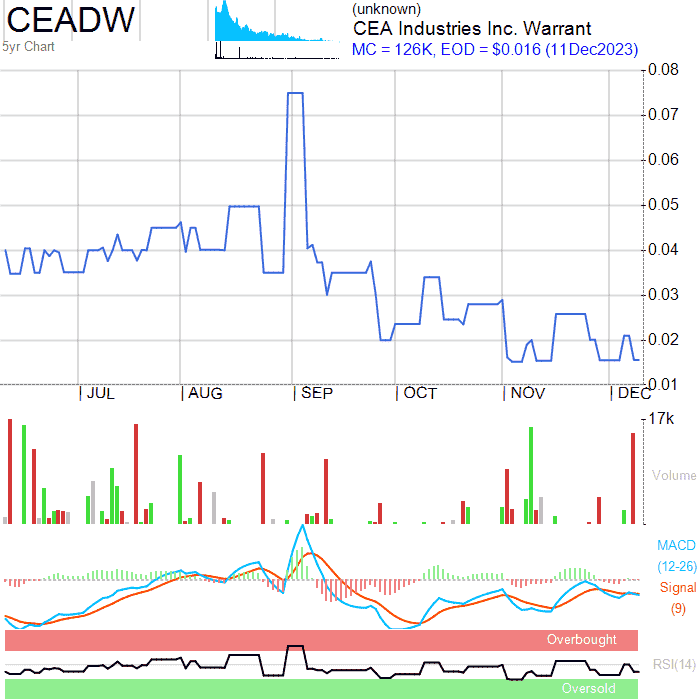 CEADW
5yr Chart
(unknown)
CEA Industries Inc. Warrant
MC = 126K, EOD = $0.016 (11Dec2023)
0.08
0.07
0.06
0.05
0.04
0.03
0.02
0.01
JUL AUG SEP OCT NOV DEC
17k
Volume
MACD
(12-26)
Signal
(9)
Overbought
RSI(14)
Oversold